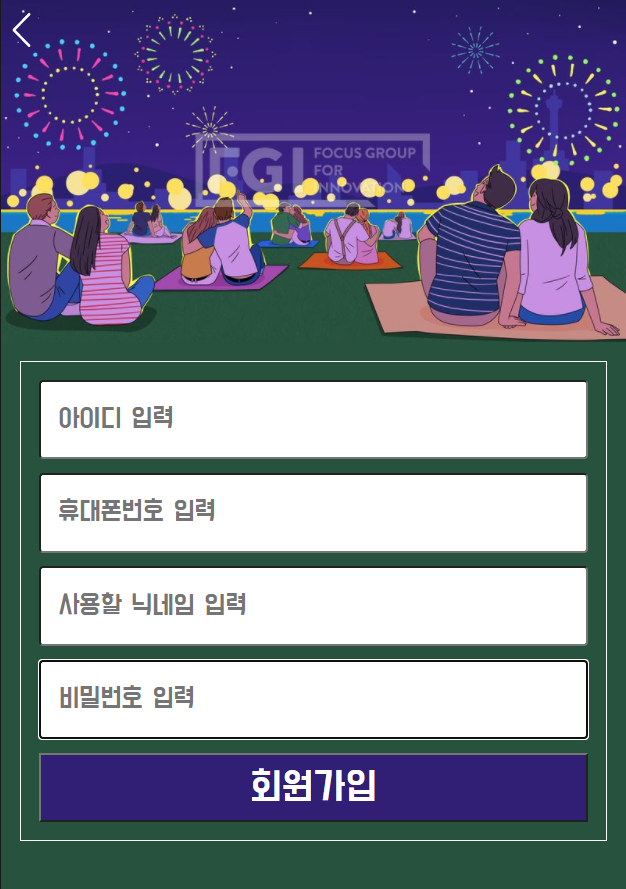 FGI
FOCUS GROUP
FOR
INNOVATION
아이디 입력
휴대폰번호 입력
사용할 닉네임 입력
비밀번호 입력
회원가입